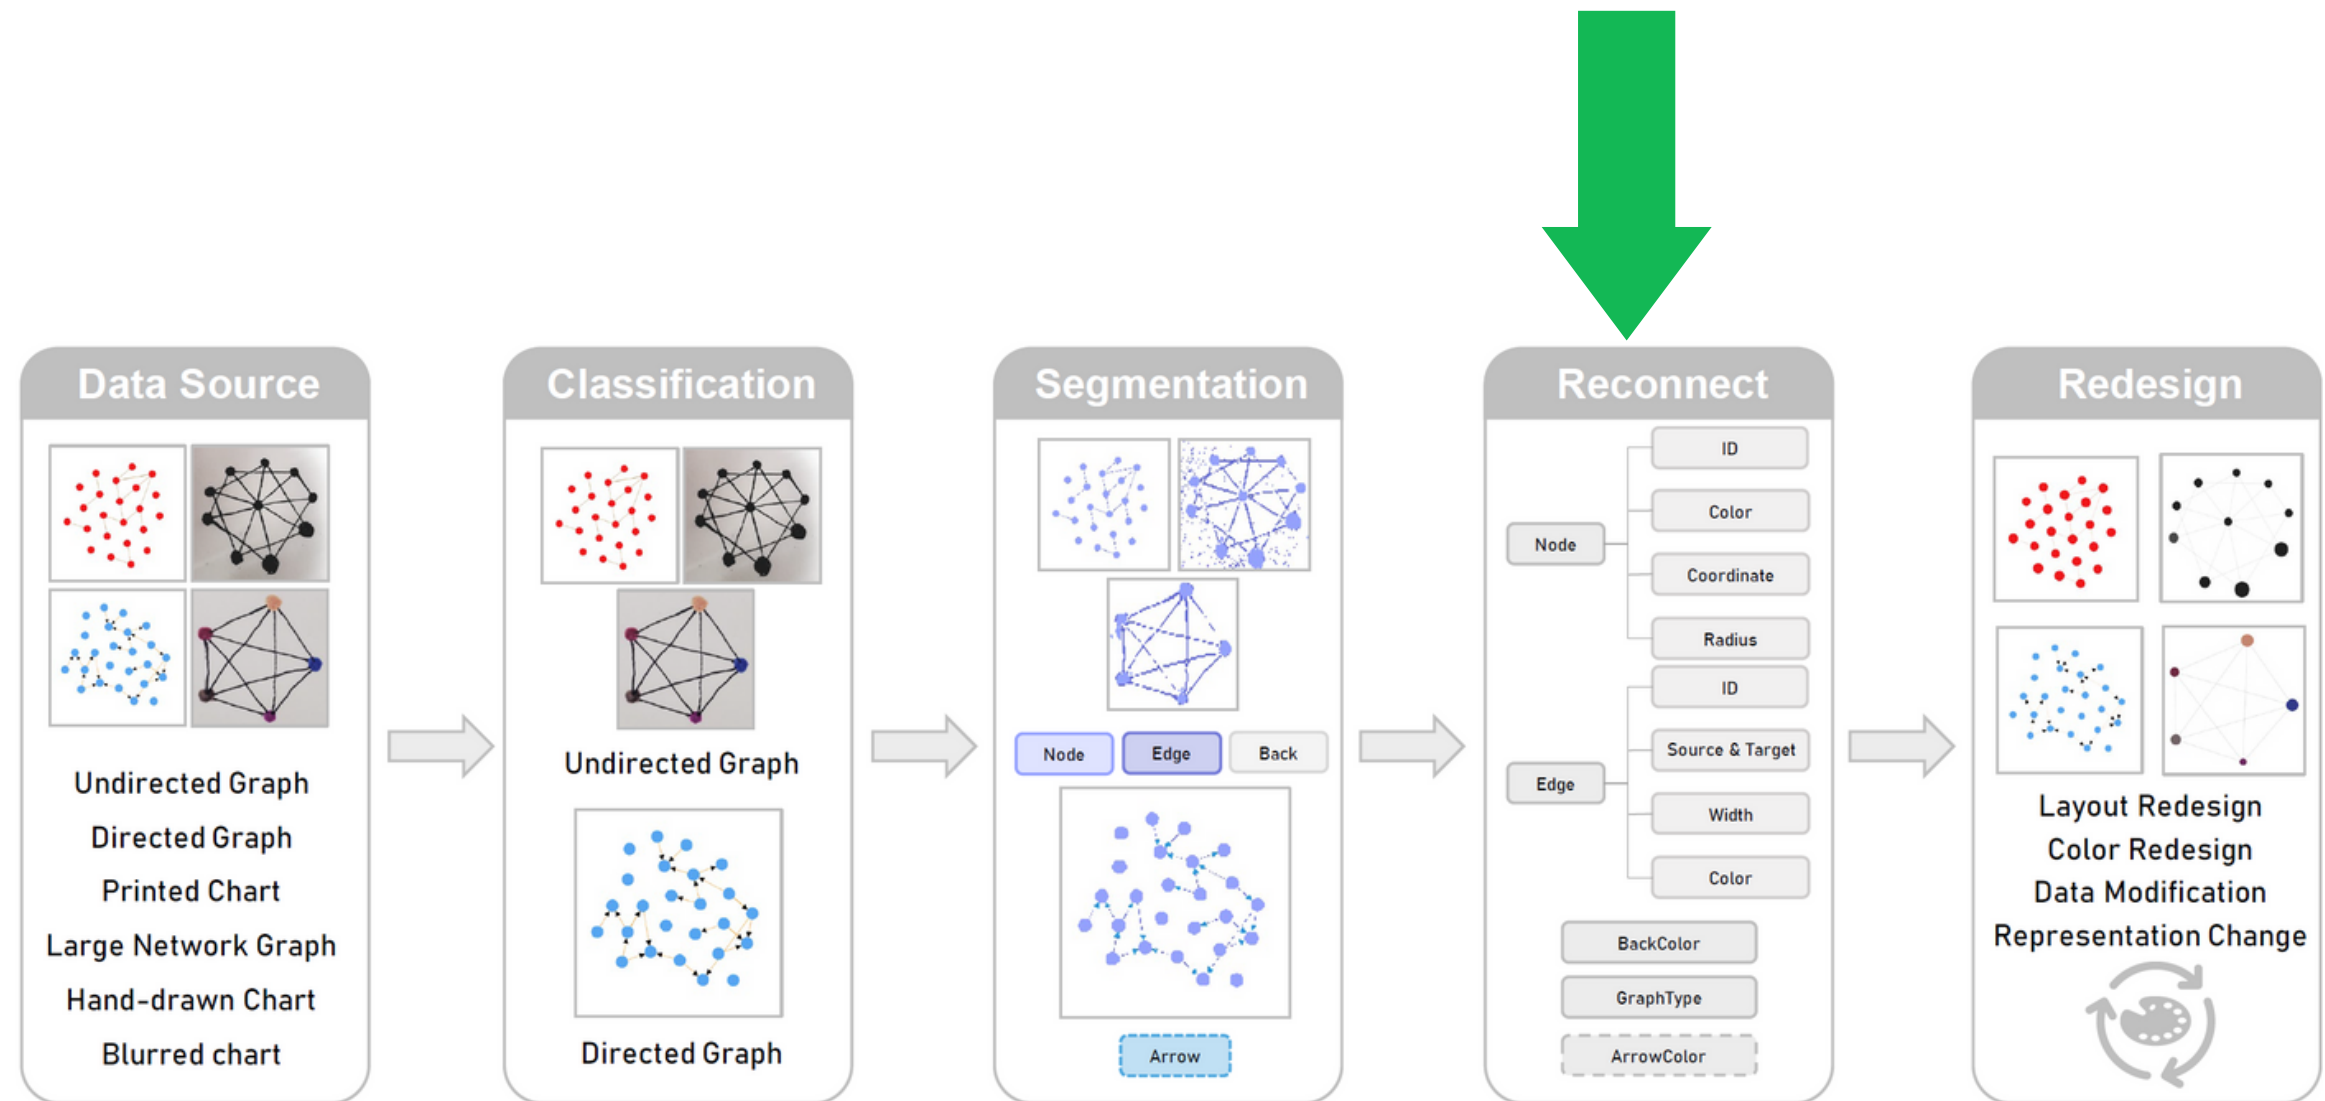 Data Source
Undirected Graph
Directed Graph
Printed Chart
Large Network Graph
Hand-drawn Chart
Blurred chart
Classification
Undirected Graph
Directed Graph
Segmentation
Node
Edge
Back
Arrow
Reconnect
Node
ID
Color
Coordinate
Radius
Edge
ID
Source & Target
Width
Color
BackColor
GraphType
ArrowColor
Redesign
Layout Redesign
Color Redesign
Data Modification
Representation Change